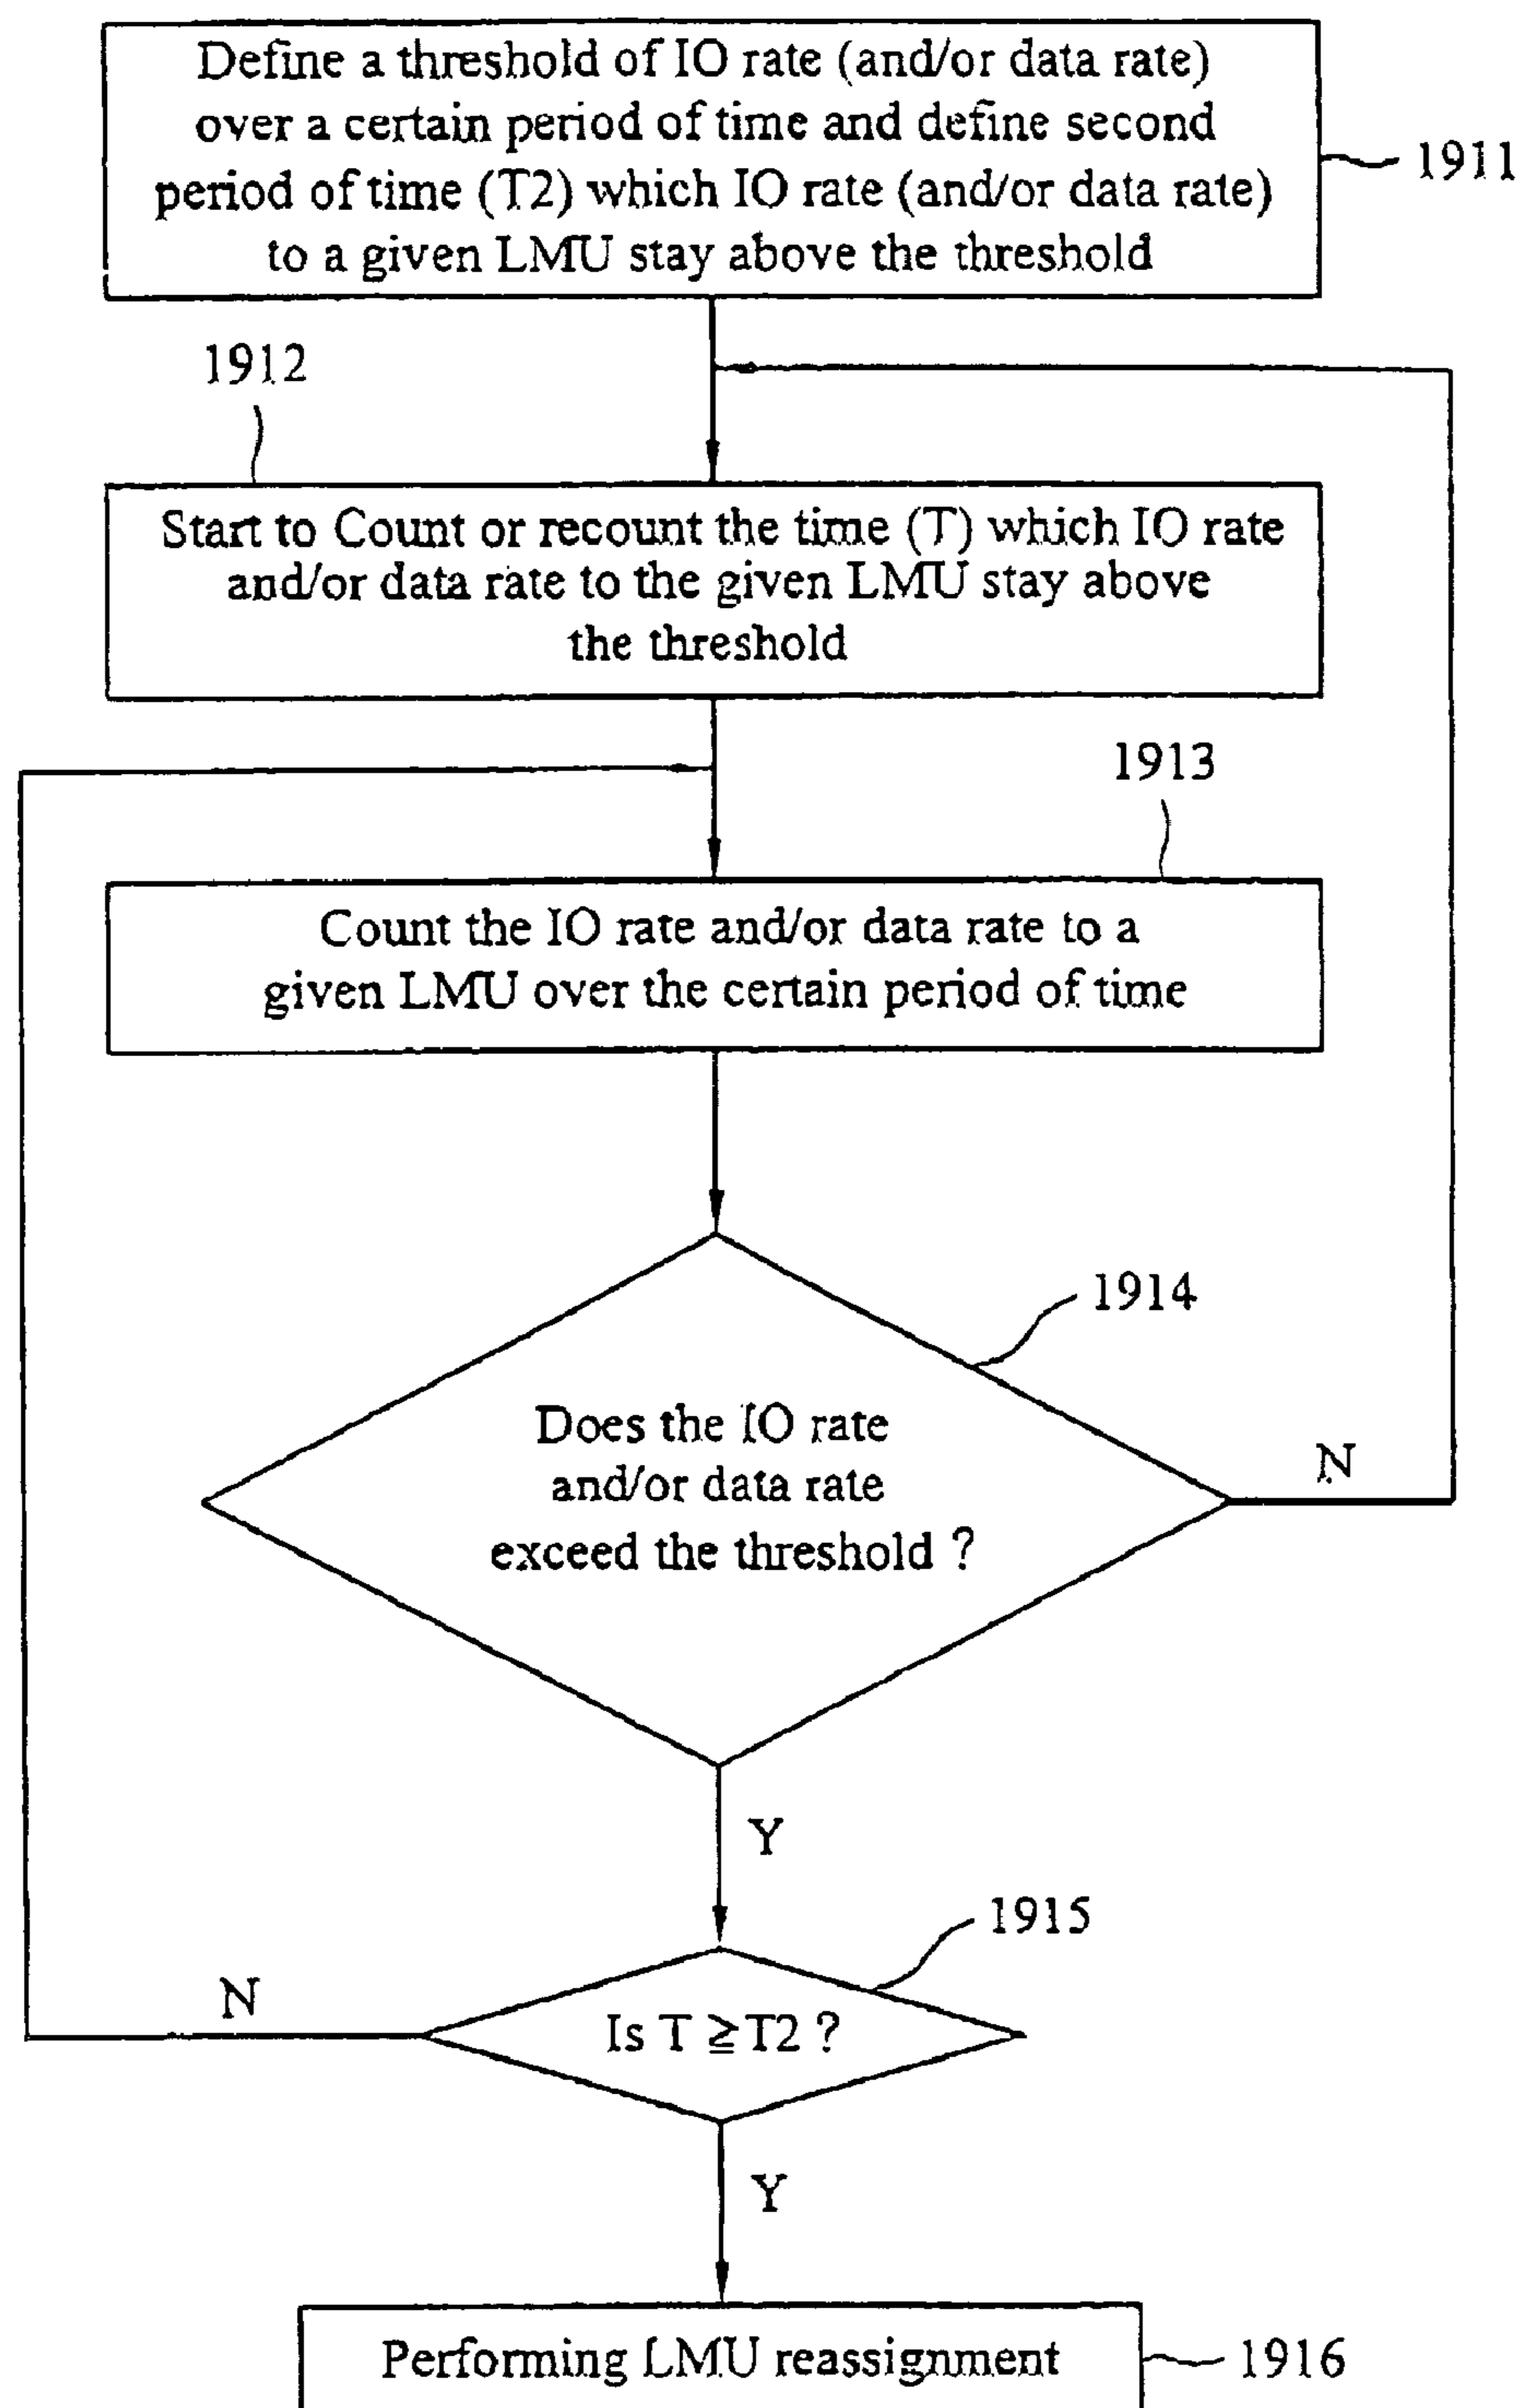 Define a threshold of IO rate (and/or data rate)
over a certain period of time and define second
period of time (T2) which IO rate (and/or data rate)
to a given LMU stay above the threshold
1911
1912
Start to Count or recount the time (T) which IO rate
and/or data rate to the given LMU stay above
the threshold
1913
Count the IO rate and/or data rate to a
given LMU over the certain period of time
1914
Does the IO rate
and/or data rate
exceed the threshold ?
N
Y
1915
N
Is T ≧T2 ?
Y
Performing LMU reassignment
1916